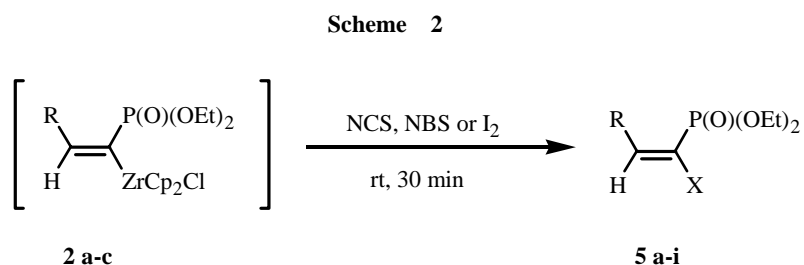 Scheme 2
R
P(O)(OEt)2
H
ZrCp2Cl
2 a-c
NCS, NBS or I2
rt, 30 min
R
P(O)(OEt)2
H
X
5 a-i